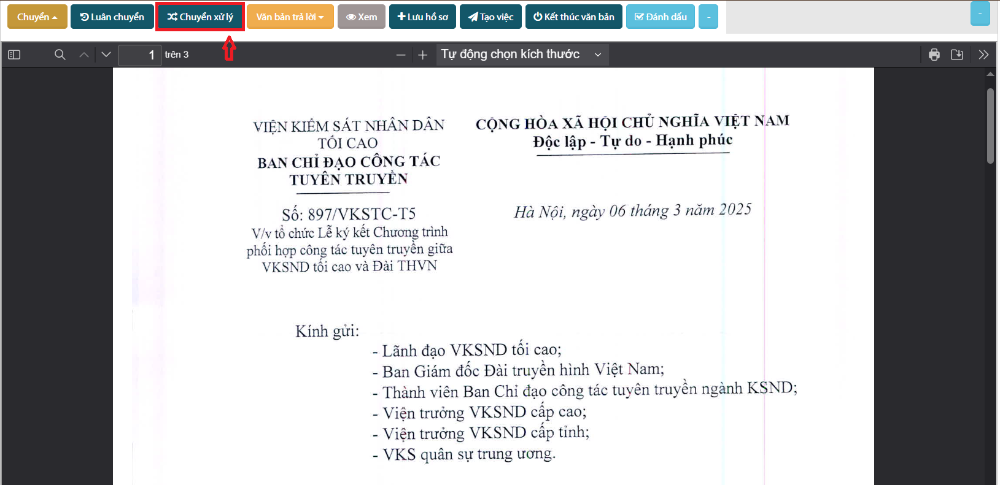 Chuyển Luân chuyển Chuyển xử lý Văn bản trả lời Xem Lưu hồ sơ Tạo việc Kết thúc văn bản Đánh dấu - -
1 trên 3 Tự động chọn kích thước
VIỆN KIỂM SÁT NHÂN DÂN
TỐI CAO
BAN CHỈ ĐẠO CÔNG TÁC
TUYÊN TRUYỀN
CỘNG HÒA XÃ HỘI CHỦ NGHĨA VIỆT NAM
Độc lập - Tự do - Hạnh phúc
Số: 897/VKSTC-T5
V/v tổ chức Lễ ký kết Chương trình
phối hợp công tác tuyên truyền giữa
VKSND tối cao và Đài THVN
Hà Nội, ngày 06 tháng 3 năm 2025
Kính gửi:
- Lãnh đạo VKSND tối cao;
- Ban Giám đốc Đài truyền hình Việt Nam;
- Thành viên Ban Chỉ đạo công tác tuyên truyền ngành KSND;
- Viện trưởng VKSND cấp cao;
- Viện trưởng VKSND cấp tỉnh;
- VKS quân sự trung ương.